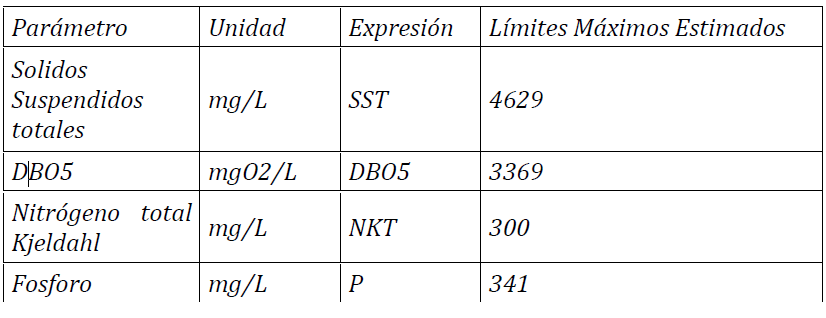 Parámetro Unidad Expresión Límites Máximos Estimados
Solidos
Suspendidos
totales
mg/L SST 4629
DBO5 mgO2/L DBO5 3369
Nitrógeno total
Kjeldahl
mg/L NKT 300
Fosforo mg/L P 341